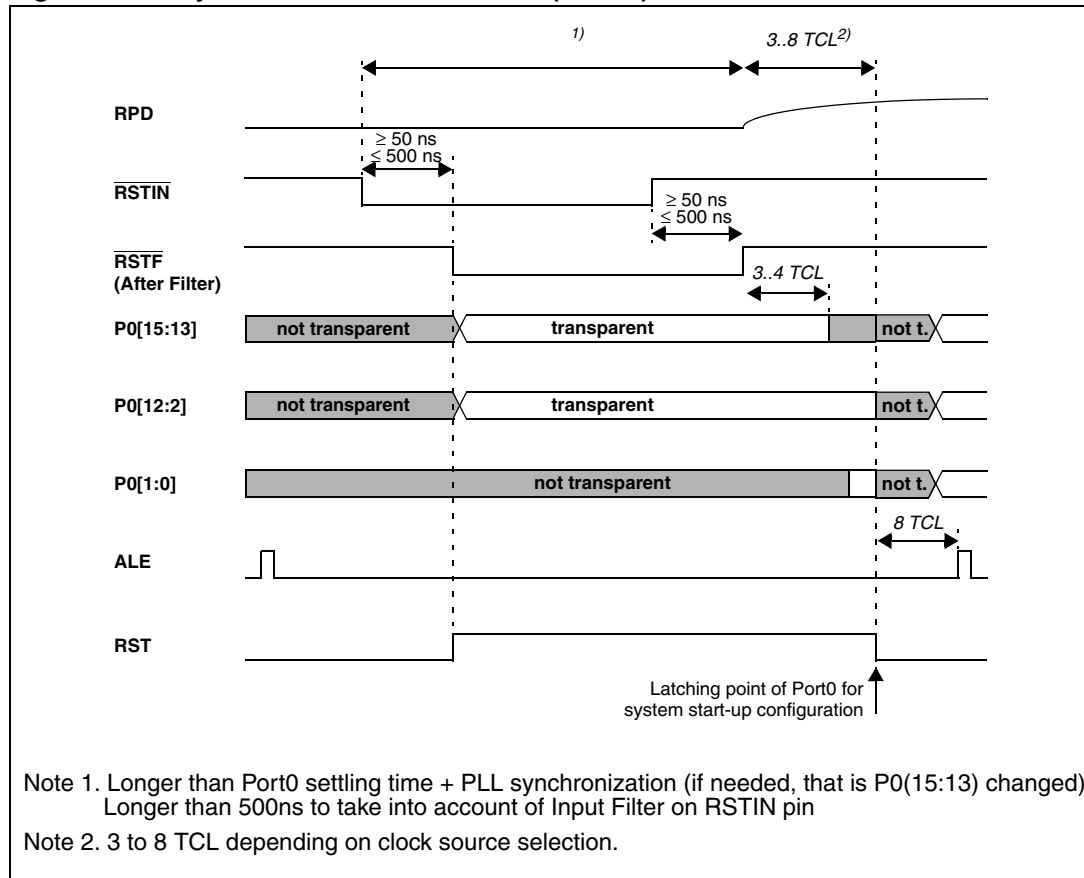 1)
3..8 TCL2)
RPD
≥ 50 ns
≤ 500 ns
RSTIN
≥ 50 ns
≤ 500 ns
RSTF
(After Filter)
3..4 TCL
P0[15:13]
not transparent
transparent
not t.
P0[12:2]
not transparent
transparent
not t.
P0[1:0]
not transparent
not t.
8 TCL
ALE
RST
Latching point of Port0 for
system start-up configuration
Note 1. Longer than Port0 settling time + PLL synchronization (if needed, that is P0(15:13) changed)
Longer than 500ns to take into account of Input Filter on RSTIN pin
Note 2. 3 to 8 TCL depending on clock source selection.